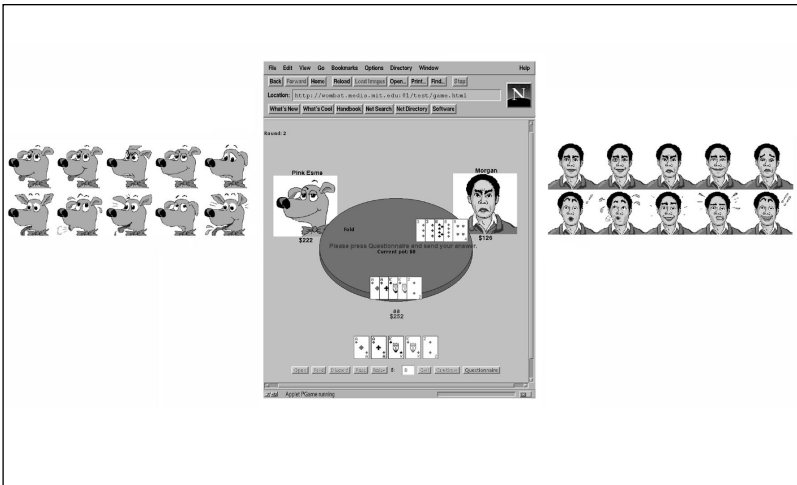 File Edit View Go Bookmarks Options Directory Window Help
Back Forward Home Reload Load Images Open... Print... Find... Stop
Location: http://wombat.media.mit.edu:81/test/game.html
N
What's New What's Cool Handbook Net Search Net Directory Software
Round: 2
Pink Esme
Morgan
$222
$126
fold
Please press Questionnaire and send your answer.
Current pot: $0
$252
$: 0
Questionnaire
Applet PGame running